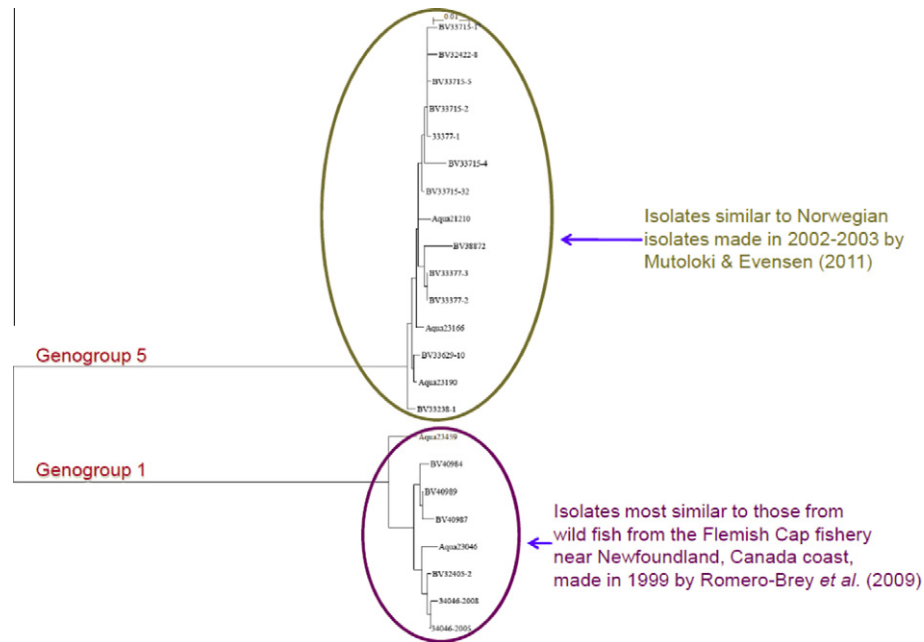 0.01
BV33715-1
BV32422-8
BV33715-5
BV33715-2
33377-1
BV33715-4
BV33715-32
Aqua21210
BV38872
BV33377-3
BV33377-2
Aqua23166
BV33629-10
Aqua23190
BV33238-1
Genogroup 5
Isolates similar to Norwegian
isolates made in 2002-2003 by
Mutoloki & Evensen (2011)
Aqua23459
BV40984
BV40989
BV40987
Aqua23046
BV32405-2
34046-2008
34046-2005
Genogroup 1
Isolates most similar to those from
wild fish from the Flemish Cap fishery
near Newfoundland, Canada coast,
made in 1999 by Romero-Brey et al. (2009)